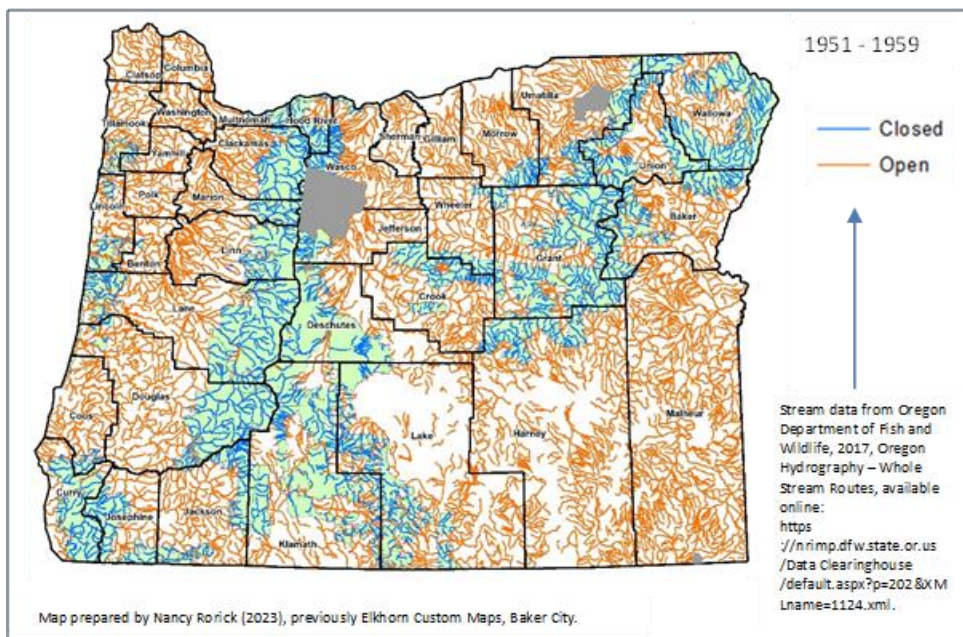 1951 - 1959
Clatsop
Columbia
Tillamook
Washington
Multnomah
Hood River
Umatilla
Wallowa
Yamhill
Clackamas
Sherman
Gilliam
Morrow
Union
Wasco
Polk
Marion
Lincoln
Jefferson
Wheeler
Baker
Benton
Linn
Grant
Crook
Lane
Deschutes
Douglas
Coos
Lake
Harney
Malheur
Curry
Josephine
Jackson
Klamath
Closed
Open
Stream data from Oregon
Department of Fish and
Wildlife, 2017, Oregon
Hydrography – Whole
Stream Routes, available
online:
https
://nrimp.dfw.state.or.us
/Data Clearinghouse
/default.aspx?p=202&XM
Lname=1124.xml.
Map prepared by Nancy Rorick (2023), previously Elkhorn Custom Maps, Baker City.